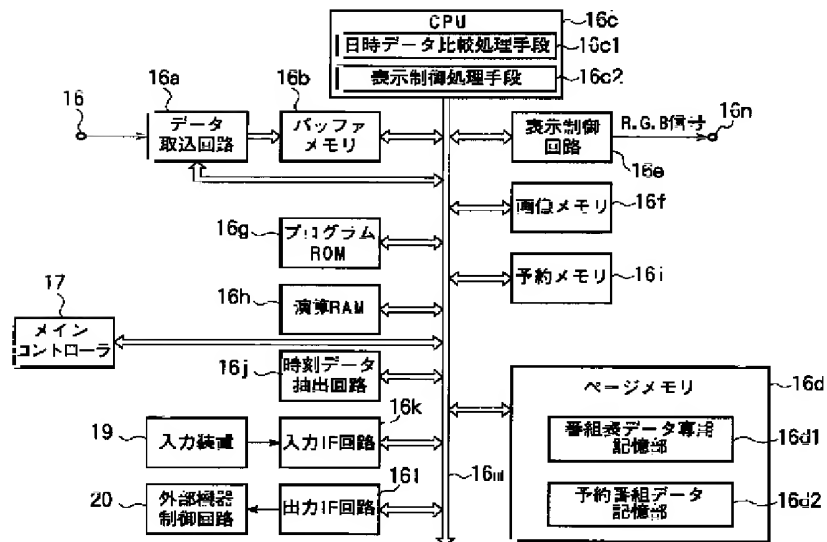 CPU
16c
日時データ比較処理手段
16c1
表示制御処理手段
16c2
16
16a
データ
取込回路
16b
バッファ
メモリ
表示制御
回路
R.G.B信号
16n
16e
画像メモリ
16f
16g
プログラム
ROM
予約メモリ
16i
17
メイン
コントローラ
16h
演算RAM
16j
時刻データ
抽出回路
ページメモリ
16d
番組表データ専用
記憶部
16d1
予約番組データ
記憶部
16d2
19
入力装置
16k
入力IF回路
16m
20
外部機器
制御回路
16l
出力IF回路